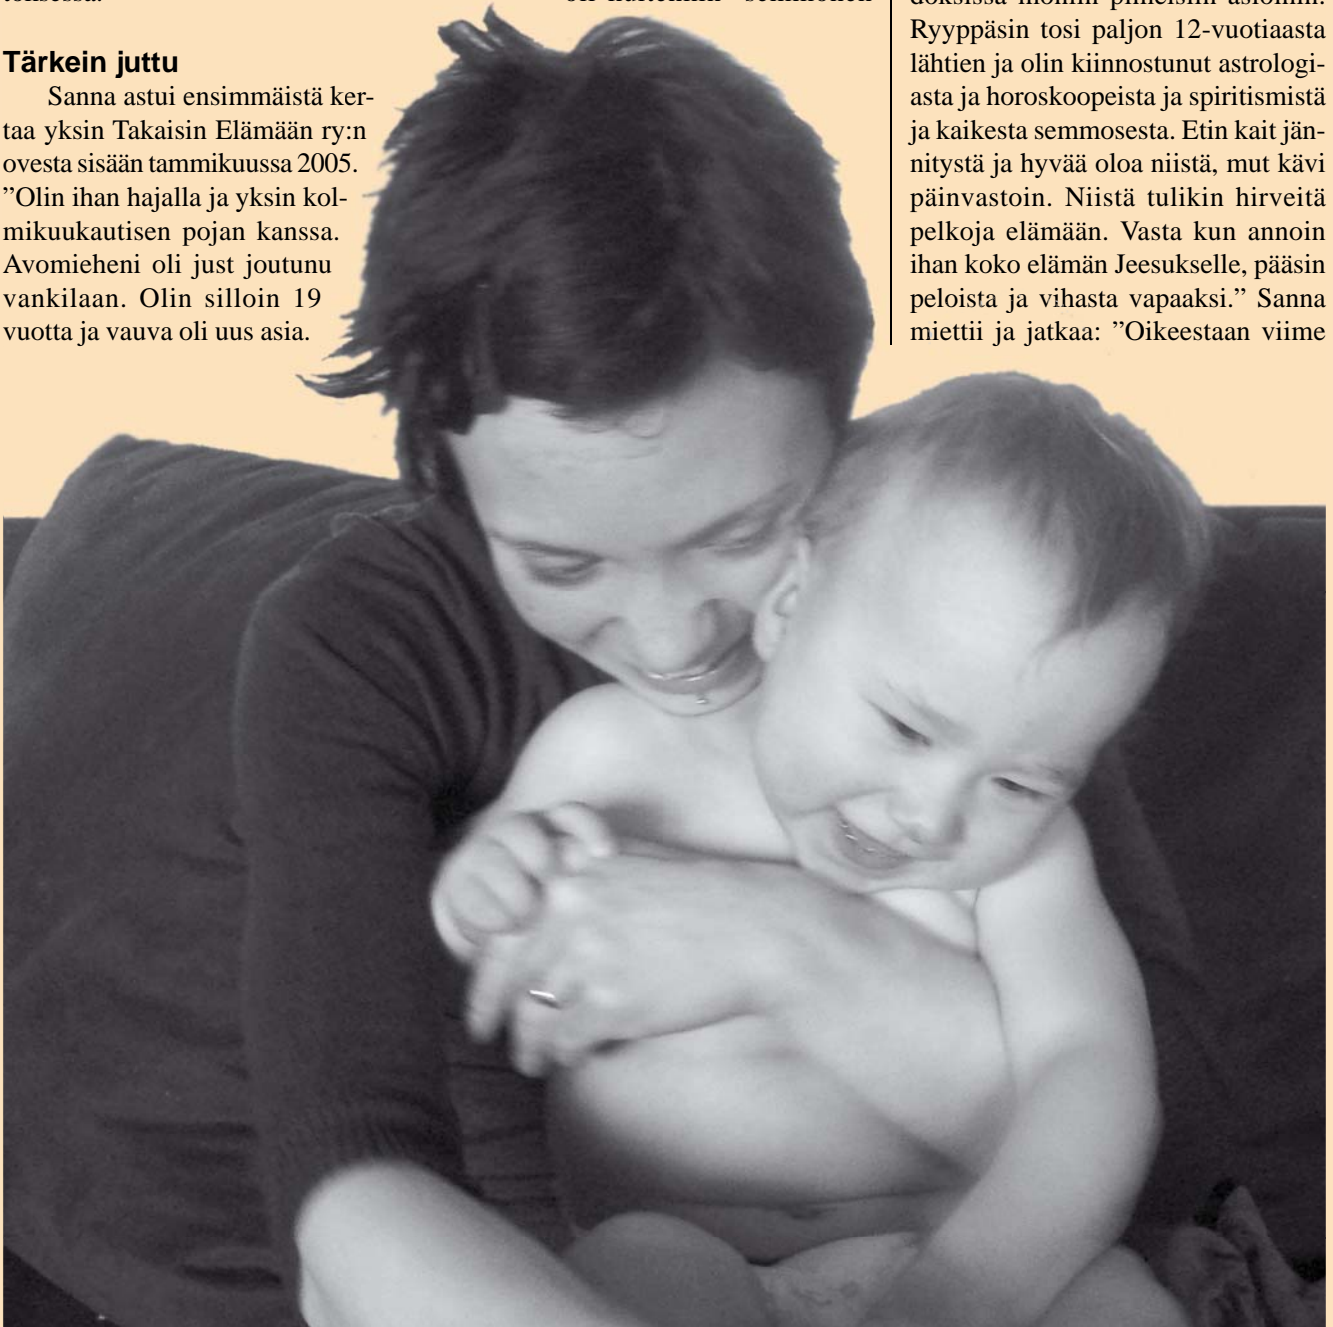 Tärkein juttu
Sanna astui ensimmäistä ker-
taa yksin Takaisin Elämään ry:n
ovesta sisään tammikuussa 2005.
”Olin ihan hajalla ja yksin kol-
mikuukautisen pojan kanssa.
Avomieheni oli just joutunu
vankilaan. Olin silloin 19
vuotta ja vauva oli uus asia.
Ryyppäsin tosi paljon 12-vuotiaasta
lähtien ja olin kiinnostunut astrologi-
asta ja horoskoopeista ja spiritismistä
ja kaikesta semmosesta. Etin kait jän-
nitystä ja hyvää oloa niistä, mut kävi
päinvastoin. Niistä tulikin hirveitä
pelkoja elämään. Vasta kun annoin
ihan koko elämän Jeesukselle, pääsin
peloista ja vihasta vapaaksi.” Sanna
miettii ja jatkaa: ”Oikeestaan viime